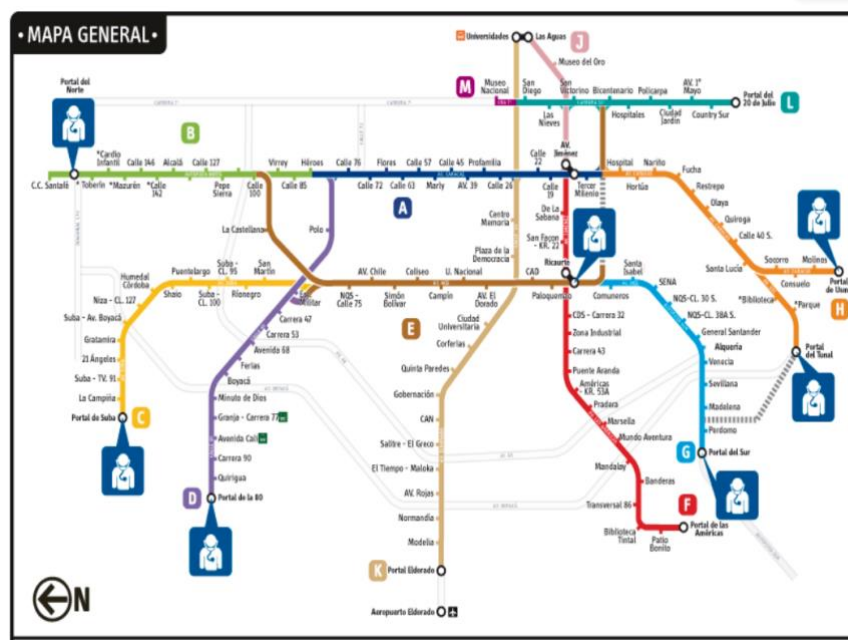 • MAPA GENERAL •
Universidades
Las Aguas
J
Museo del Oro
M
Museo
Nacional
San
Diego
San
Victorino
Bicentenario
Policarpa
AV. 1°
Mayo
Portal del
20 de Julio
L
Las
Nieves
Hospitales
Ciudad
Jardín
Country Sur
Portal del
Norte
CARRERA 7
CARRERA 7
B
*Cardio
Infantil
Calle 146
Alcalá
Calle 127
Virrey
Héroes
Calle 76
Flores
Calle 57
Calle 45
Profamilia
Calle
22
AV.
Jiménez
Hospital
Nariño
C.C. Santafé
* Toberín
*Mazurén
*Calle
142
Pepe
Sierra
Calle
100
Calle 85
Calle 72
Calle 63
Marly
AV. 39
Calle 26
Calle
19
Tercer
Milenio
Hortúa
A
Fucha
Restrepo
Olaya
Quiroga
Calle 40 S.
Santa Lucía
Socorro
Molinos
Consuelo
Portal
de Usme
H
*Biblioteca
*Parque
Portal
del Tunal
La Castellana
Polo
Centro
Memoria
Plaza de la
Democracia
De La
Sabana
San Facon
- KR. 22
Ricaurte
Humedal
Córdoba
Puentelargo
Suba -
CL. 95
San
Martín
AV. Chile
Coliseo
U. Nacional
CAD
Santa
Isabel
SENA
Shaio
Suba -
CL. 100
Rionegro
Esc.
Militar
NQS -
Calle 75
Simón
Bolívar
Campín
AV. El
Dorado
Paloquemao
Comuneros
NQS-CL. 30 S.
NQS-CL. 38A S.
General Santander
Alquería
Venecia
Sevillana
Madelena
Perdomo
G
Portal del Sur
Niza - CL. 127
Suba - Av. Boyacá
Gratamira
21 Ángeles
Suba - TV. 91
La Campiña
Portal de Suba
C
Carrera 47
Carrera 53
Avenida 68
Ferias
Boyacá
Minuto de Dios
Granja - Carrera 77
Avenida Cali
Carrera 90
Quirigua
D
Portal de la 80
E
Ciudad
Universitaria
Corferias
Quinta Paredes
Gobernación
CAN
Salitre - El Greco
El Tiempo - Maloka
AV. Rojas
Normandía
Modelia
K
Portal Eldorado
Aeropuerto Eldorado
CDS - Carrera 32
Zona Industrial
Carrera 43
Puente Aranda
Américas
- KR. 53A
Pradera
Marsella
Mundo Aventura
Mandalay
Banderas
Transversal 86
Biblioteca
Tintal
Patio
Bonito
F
Portal de las
Américas
N